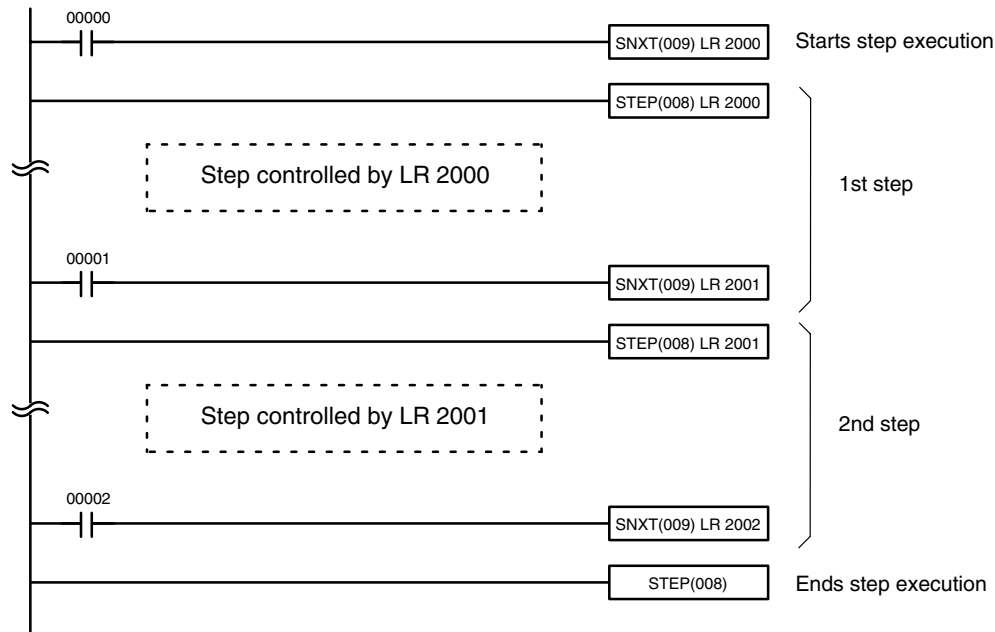 00000
SNXT(009) LR 2000
Starts step execution
STEP(008) LR 2000
Step controlled by LR 2000
1st step
00001
SNXT(009) LR 2001
STEP(008) LR 2001
Step controlled by LR 2001
2nd step
00002
SNXT(009) LR 2002
STEP(008)
Ends step execution